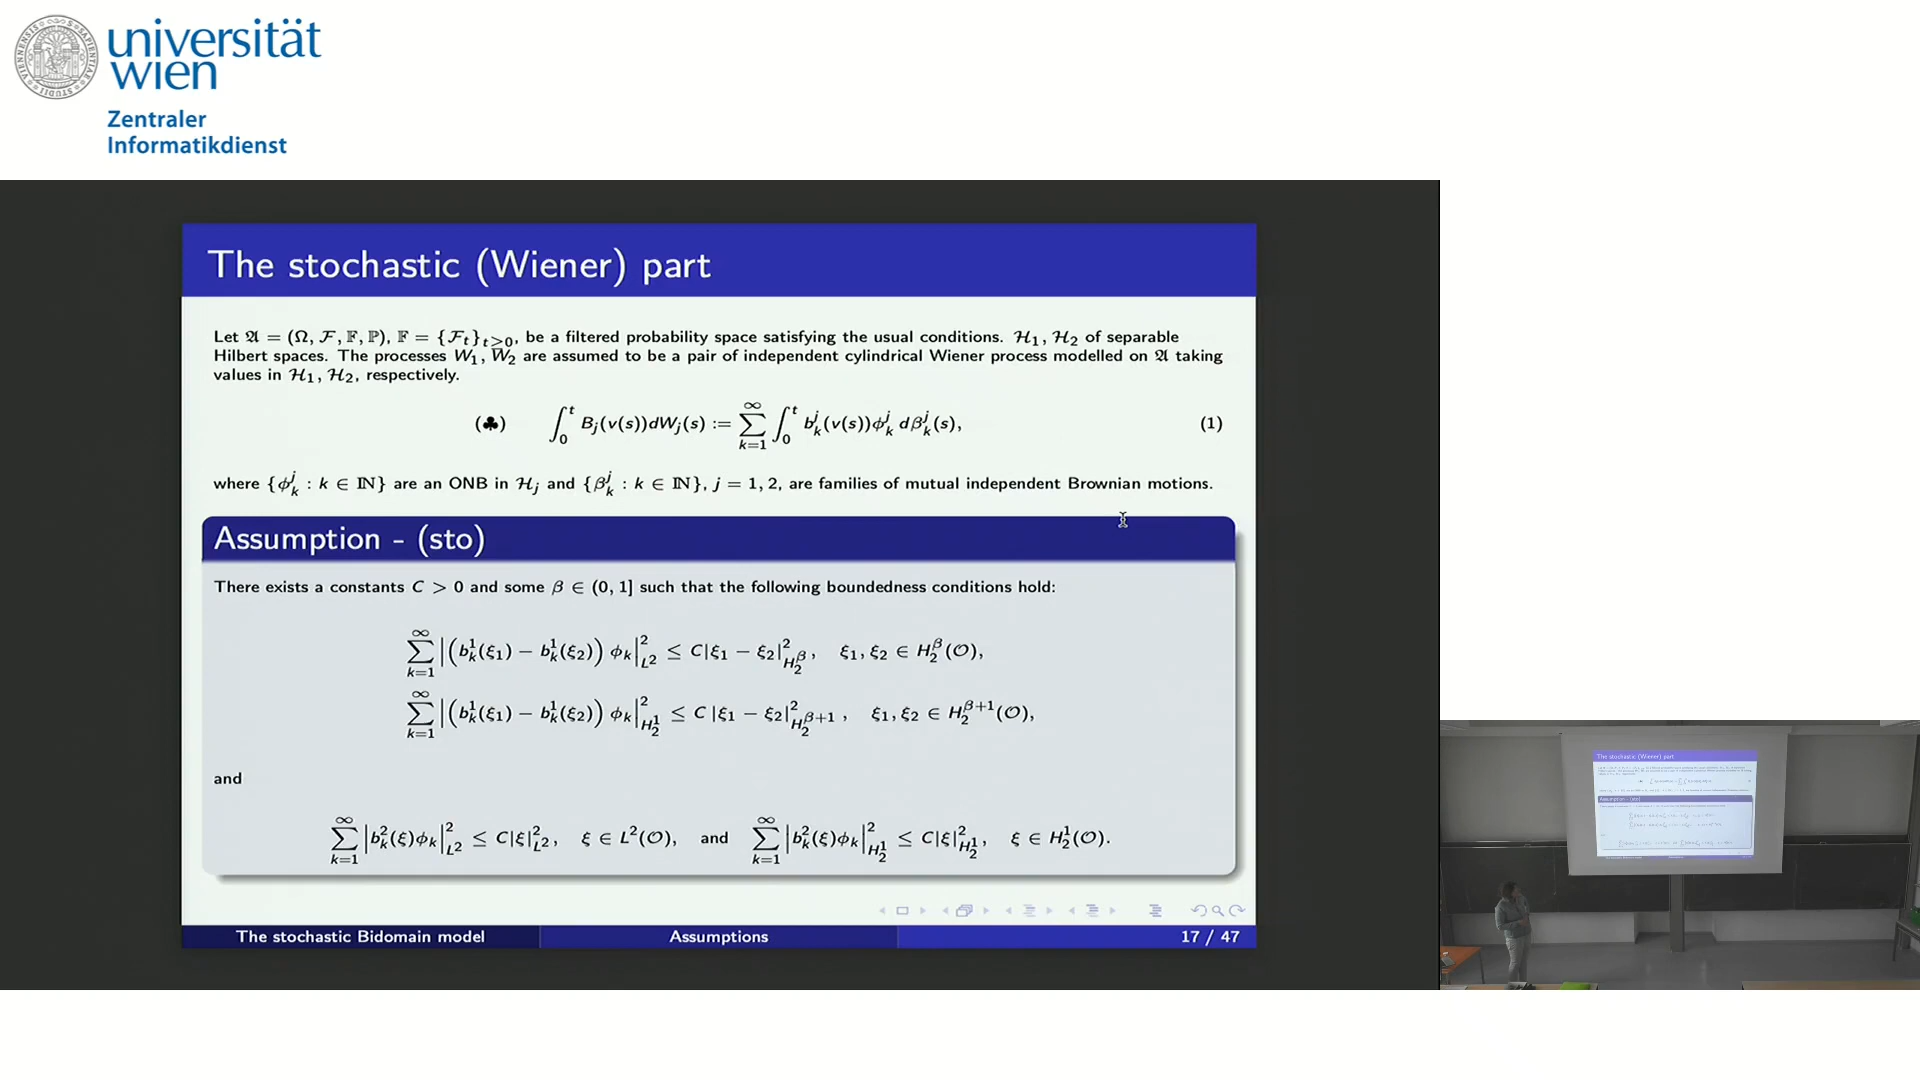 universität
wien
Zentraler
Informatikdienst
The stochastic (Wiener) part
Let 𝔄 = (Ω, ℱ, 𝔽, ℙ), 𝔽 = {ℱ_t}_{t>0}, be a filtered probability space satisfying the usual conditions. ℋ_1, ℋ_2 of separable
Hilbert spaces. The processes W_1, W_2 are assumed to be a pair of independent cylindrical Wiener process modelled on 𝔄 taking
values in ℋ_1, ℋ_2, respectively.
(♣) ∫_0^t B_j(v(s))dW_j(s) := ∑_{k=1}^∞ ∫_0^t b_k^j(v(s))ϕ_k^j dβ_k^j(s), (1)
where {ϕ_k^j : k ∈ ℕ} are an ONB in ℋ_j and {β_k^j : k ∈ ℕ}, j = 1, 2, are families of mutual independent Brownian motions.
Assumption - (sto)
There exists a constants C > 0 and some β ∈ (0, 1] such that the following boundedness conditions hold:
∑_{k=1}^∞ |(b_k^1(ξ_1) − b_k^1(ξ_2)) ϕ_k|_{L^2}^2 ≤ C|ξ_1 − ξ_2|_{H_2^β}^2, ξ_1, ξ_2 ∈ H_2^β(𝒪),
∑_{k=1}^∞ |(b_k^1(ξ_1) − b_k^1(ξ_2)) ϕ_k|_{H_2^1}^2 ≤ C |ξ_1 − ξ_2|_{H_2^{β+1}}^2, ξ_1, ξ_2 ∈ H_2^{β+1}(𝒪),
and
∑_{k=1}^∞ |b_k^2(ξ)ϕ_k|_{L^2}^2 ≤ C|ξ|_{L^2}^2, ξ ∈ L^2(𝒪), and ∑_{k=1}^∞ |b_k^2(ξ)ϕ_k|_{H_2^1}^2 ≤ C|ξ|_{H_2^1}^2, ξ ∈ H_2^1(𝒪).
The stochastic Bidomain model Assumptions 17 / 47
The stochastic (Wiener) part
Assumption - (sto)